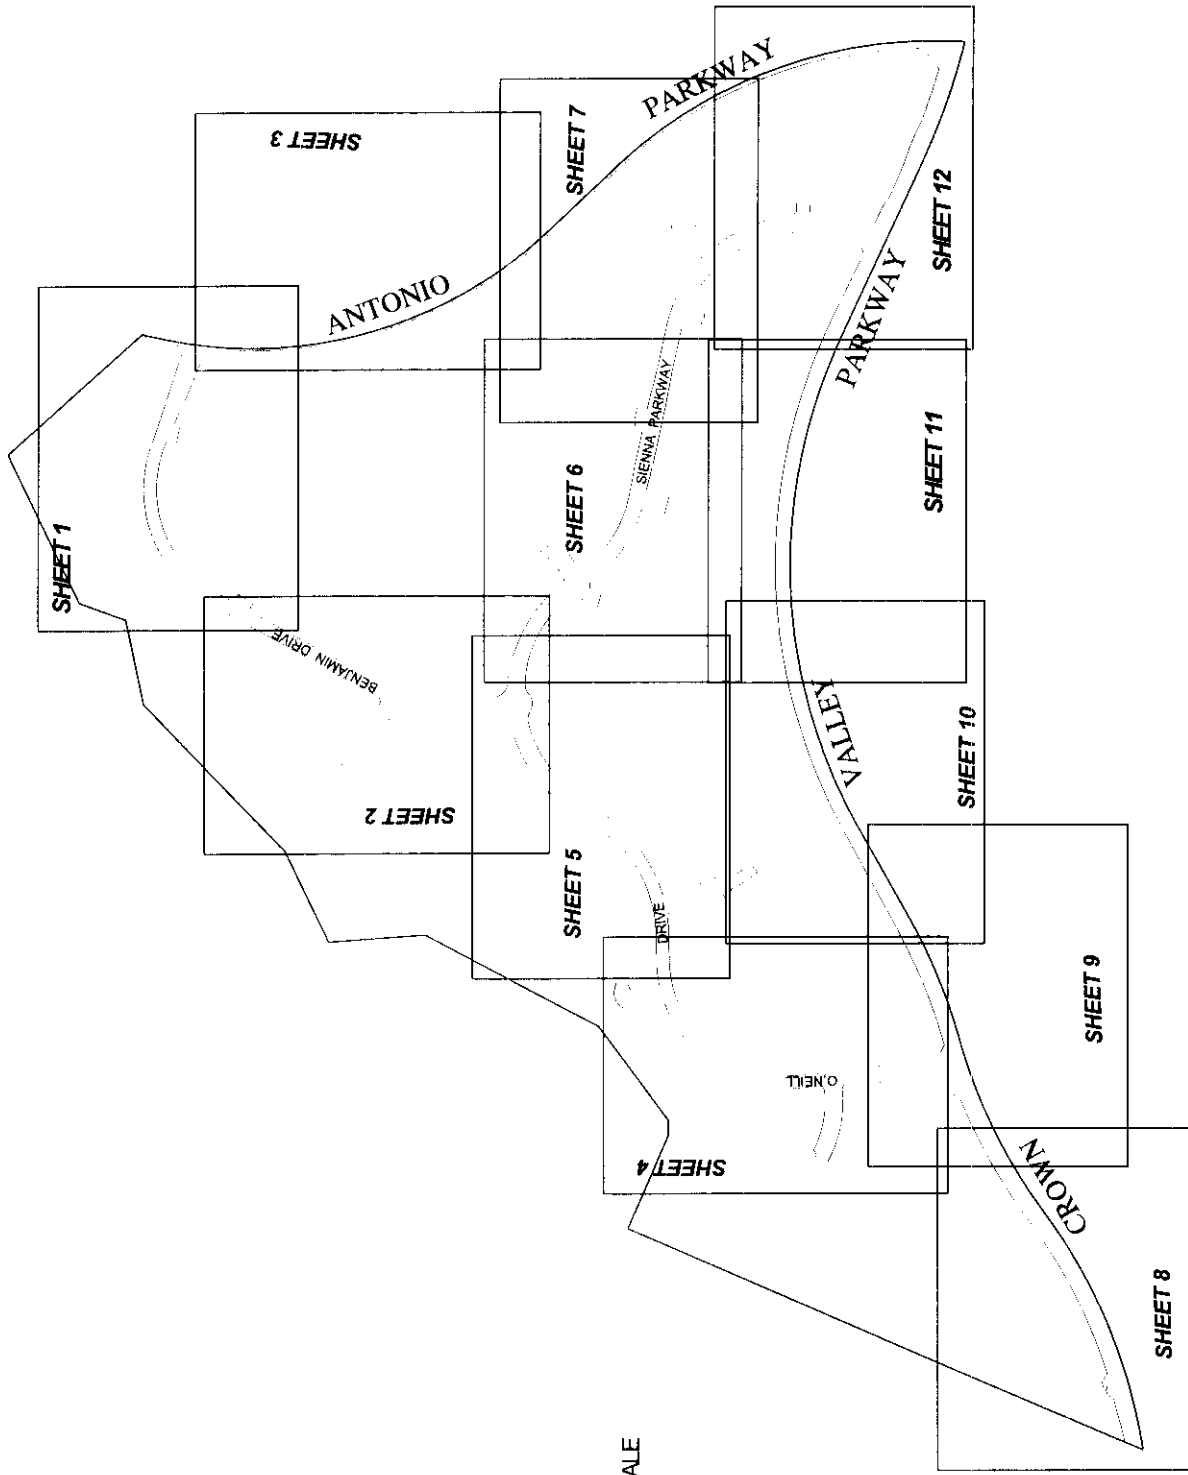 SHEET 1
SHEET 3
SHEET 7
PARKWAY
ANTONIO
SHEET 12
PARKWAY
SHEET 6
SIENNA PARKWAY
SHEET 11
BENJAMIN DRIVE
SHEET 2
SHEET 5
DRIVE
VALLEY
SHEET 10
SHEET 9
O,NEILL
SHEET 4
CROWN
SHEET 8
ALE